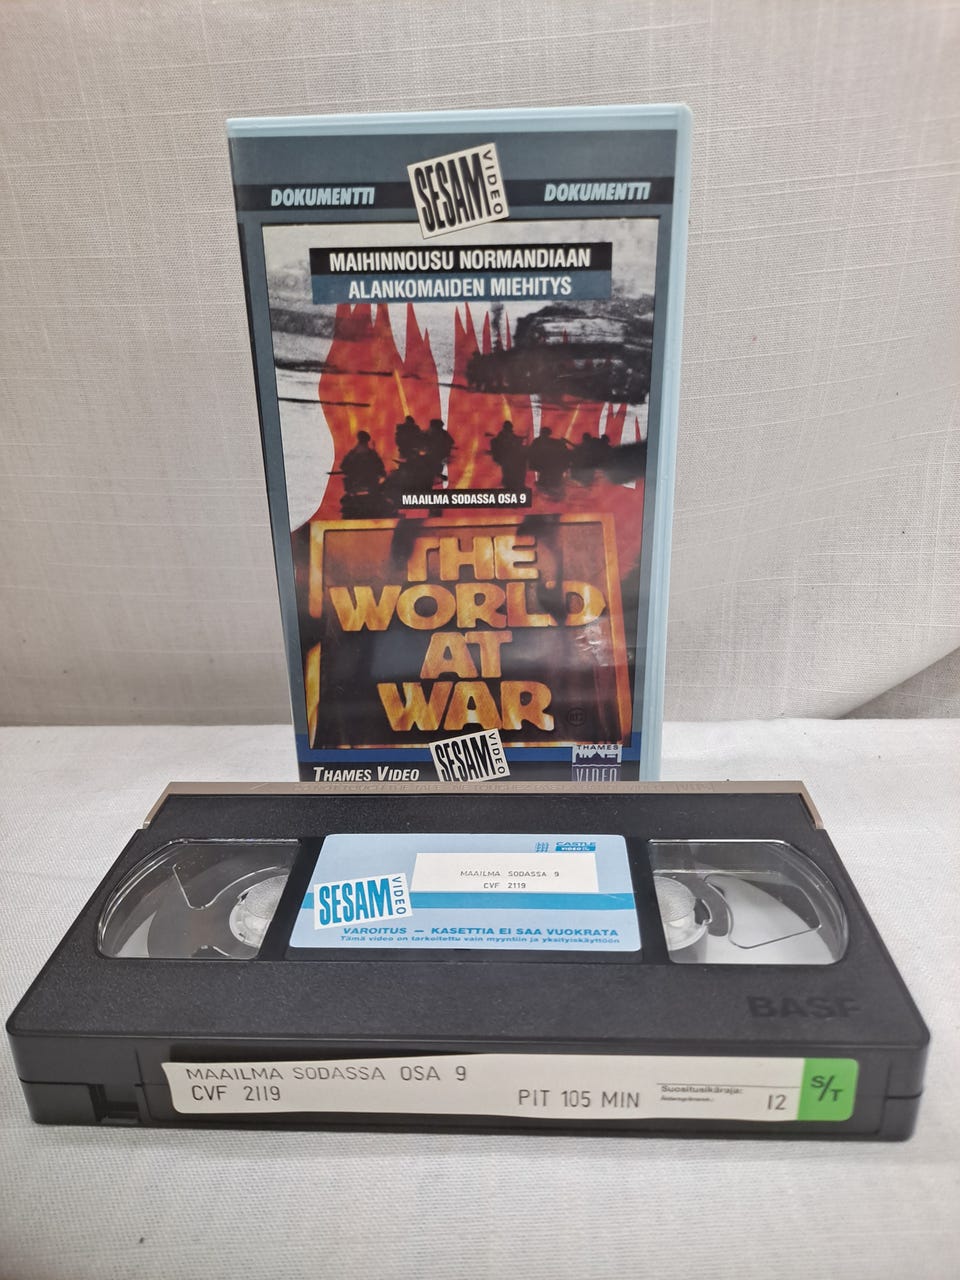 DOKUMENTTI
SESAM VIDEO
DOKUMENTTI
MAIHINNOUSU NORMANDIAAN
ALANKOMAIDEN MIEHITYS
MAAILMA SODASSA OSA 9
THE
WORLD
AT
WAR
THAMES VIDEO
SESAM VIDEO
THAMES
VIDEO
CASTLE
VIDEO
MAAILMA SODASSA 9
CVF 2119
SESAM VIDEO
VAROITUS — KASETTIA EI SAA VUOKRATA
Tämä video on tarkoitettu vain myyntiin ja yksityiskäyttöön
BASF
MAAILMA SODASSA OSA 9
CVF 2119
PIT 105 MIN
Suositusikäraja:
12
S/T